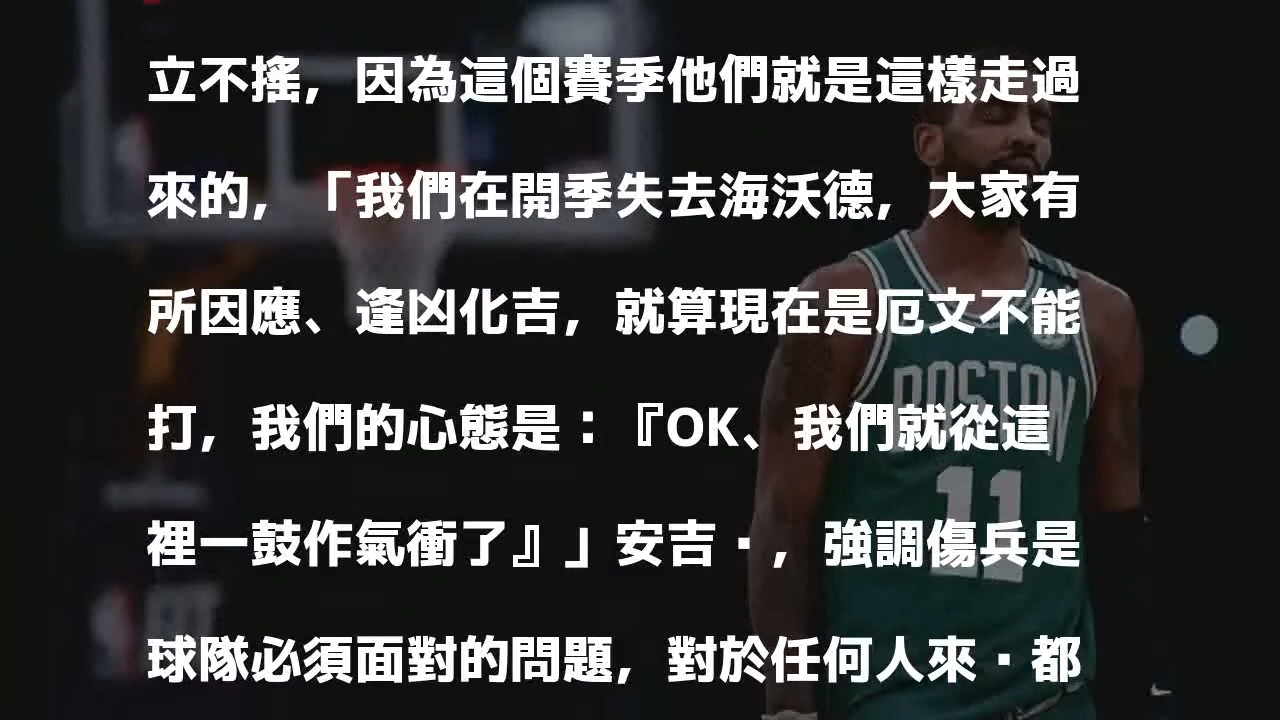 立不搖，因為這個賽季他們就是這樣走過
來的，「我們在開季失去海沃德，大家有
所因應、逢凶化吉，就算現在是厄文不能
打，我們的心態是：『OK、我們就從這
裡一鼓作氣衝了』」安吉▪，強調傷兵是
球隊必須面對的問題，對於任何人來▪都
BOSTON
11